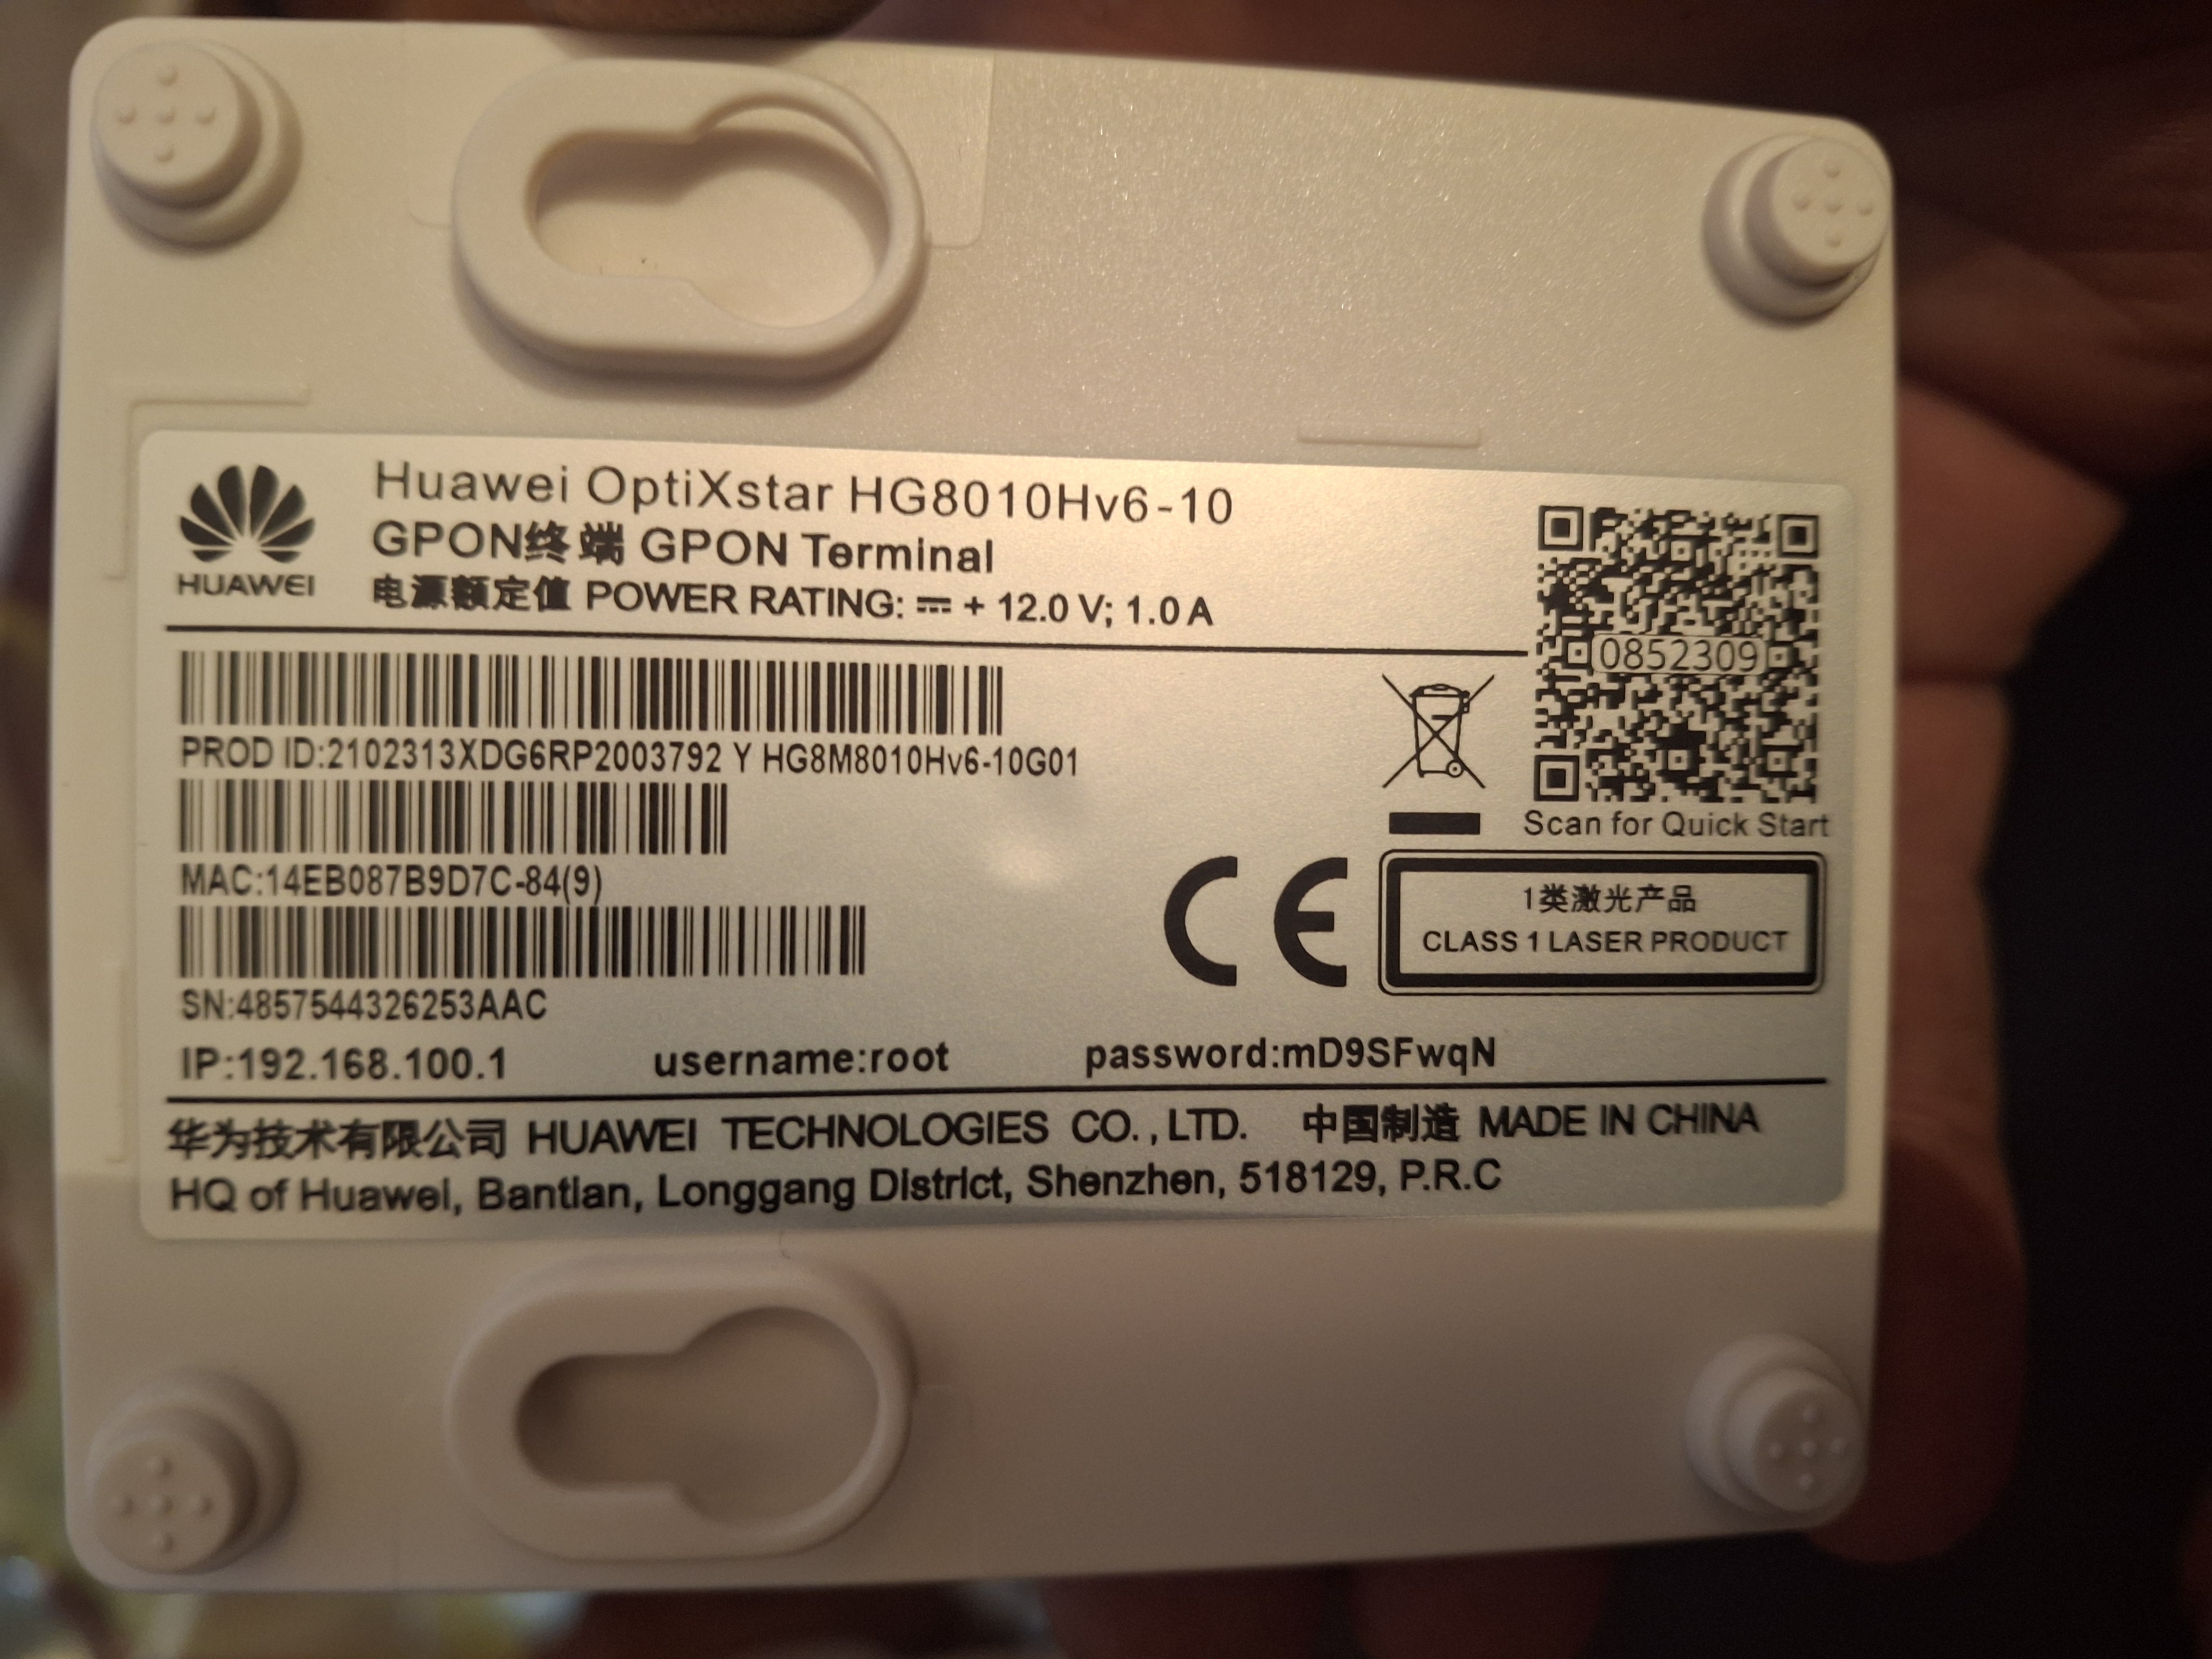 HUAWEI
Huawei OptiXstar HG8010Hv6-10
GPON终端 GPON Terminal
电源额定值 POWER RATING: ⎓ + 12.0 V; 1.0 A
0852309
PROD ID:2102313XDG6RP2003792 Y HG8M8010Hv6-10G01
Scan for Quick Start
MAC:14EB087B9D7C-84(9)
CE
1类激光产品
CLASS 1 LASER PRODUCT
SN:4857544326253AAC
IP:192.168.100.1 username:root password:mD9SFwqN
华为技术有限公司 HUAWEI TECHNOLOGIES CO., LTD. 中国制造 MADE IN CHINA
HQ of Huawei, Bantian, Longgang District, Shenzhen, 518129, P.R.C